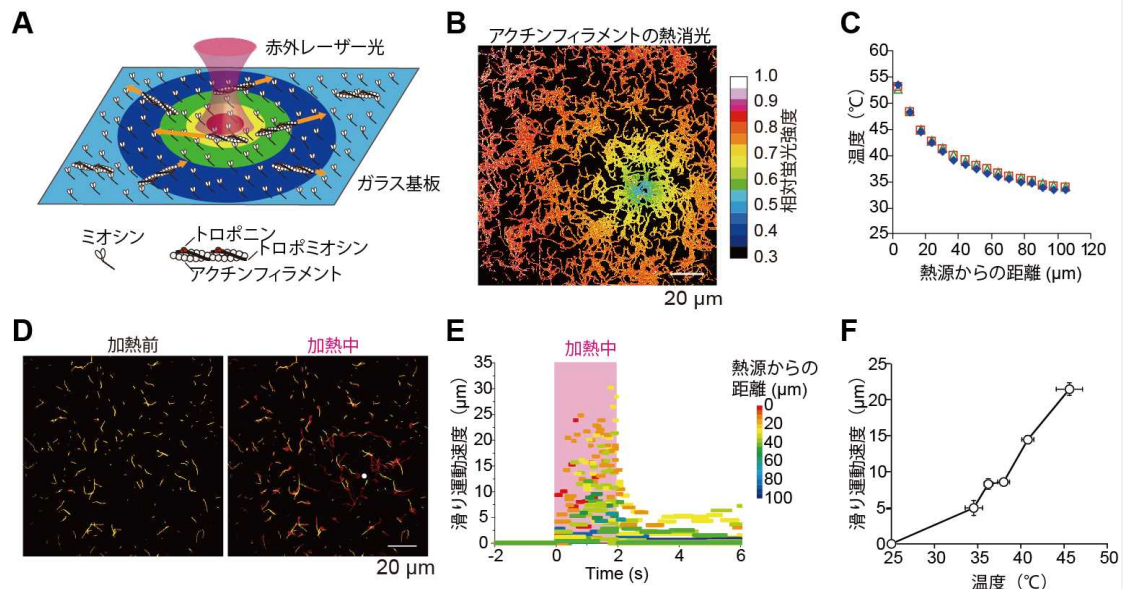 A
赤外レーザー光
ガラス基板
ミオシン
トロポニン
トロポミオシン
アクチンフィラメント
B
アクチンフィラメントの熱消光
1.0
0.9
0.8
0.7
0.6
0.5
0.4
0.3
相対蛍光強度
20 μm
C
60
55
50
45
40
35
30
25
温度 (℃)
0 20 40 60 80 100 120
熱源からの距離 (μm)
D
加熱前
加熱中
20 μm
E
加熱中
35
30
25
20
15
10
5
0
滑り運動速度 (μm)
-2 0 2 4 6
Time (s)
熱源からの
距離 (μm)
0
20
40
60
80
100
F
25
20
15
10
5
0
滑り運動速度 (μm)
25 30 35 40 45 50
温度 (℃)